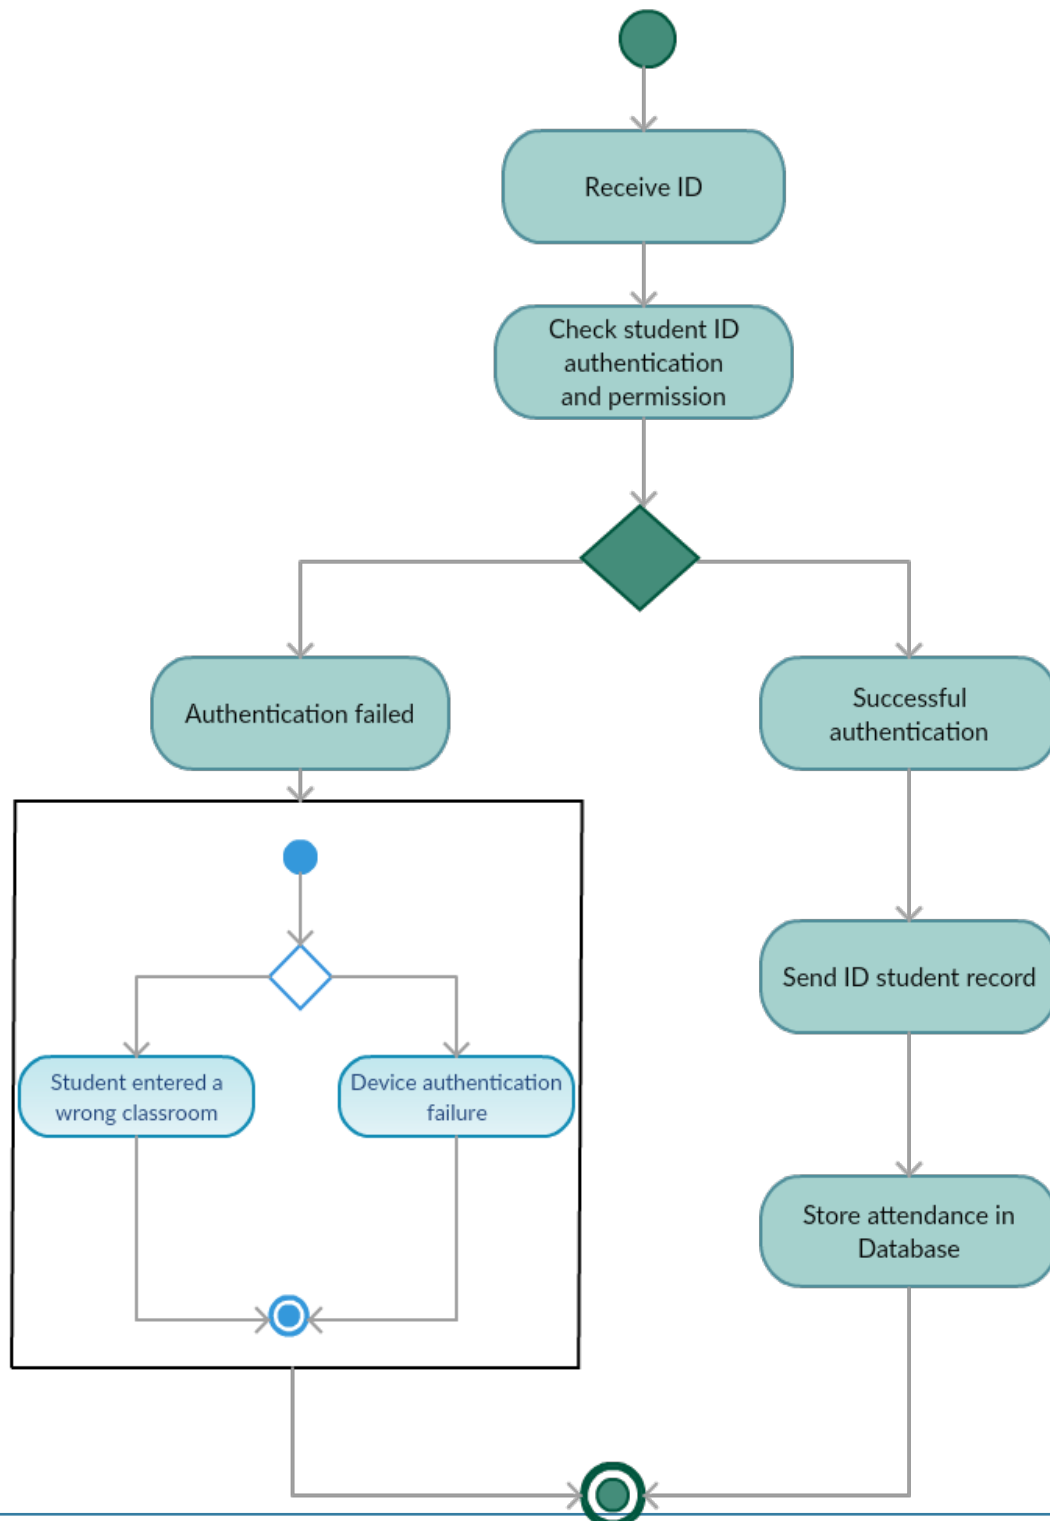 Receive ID
Check student ID
authentication
and permission
Authentication failed
Successful
authentication
Send ID student record
Student entered a
wrong classroom
Device authentication
failure
Store attendance in
Database